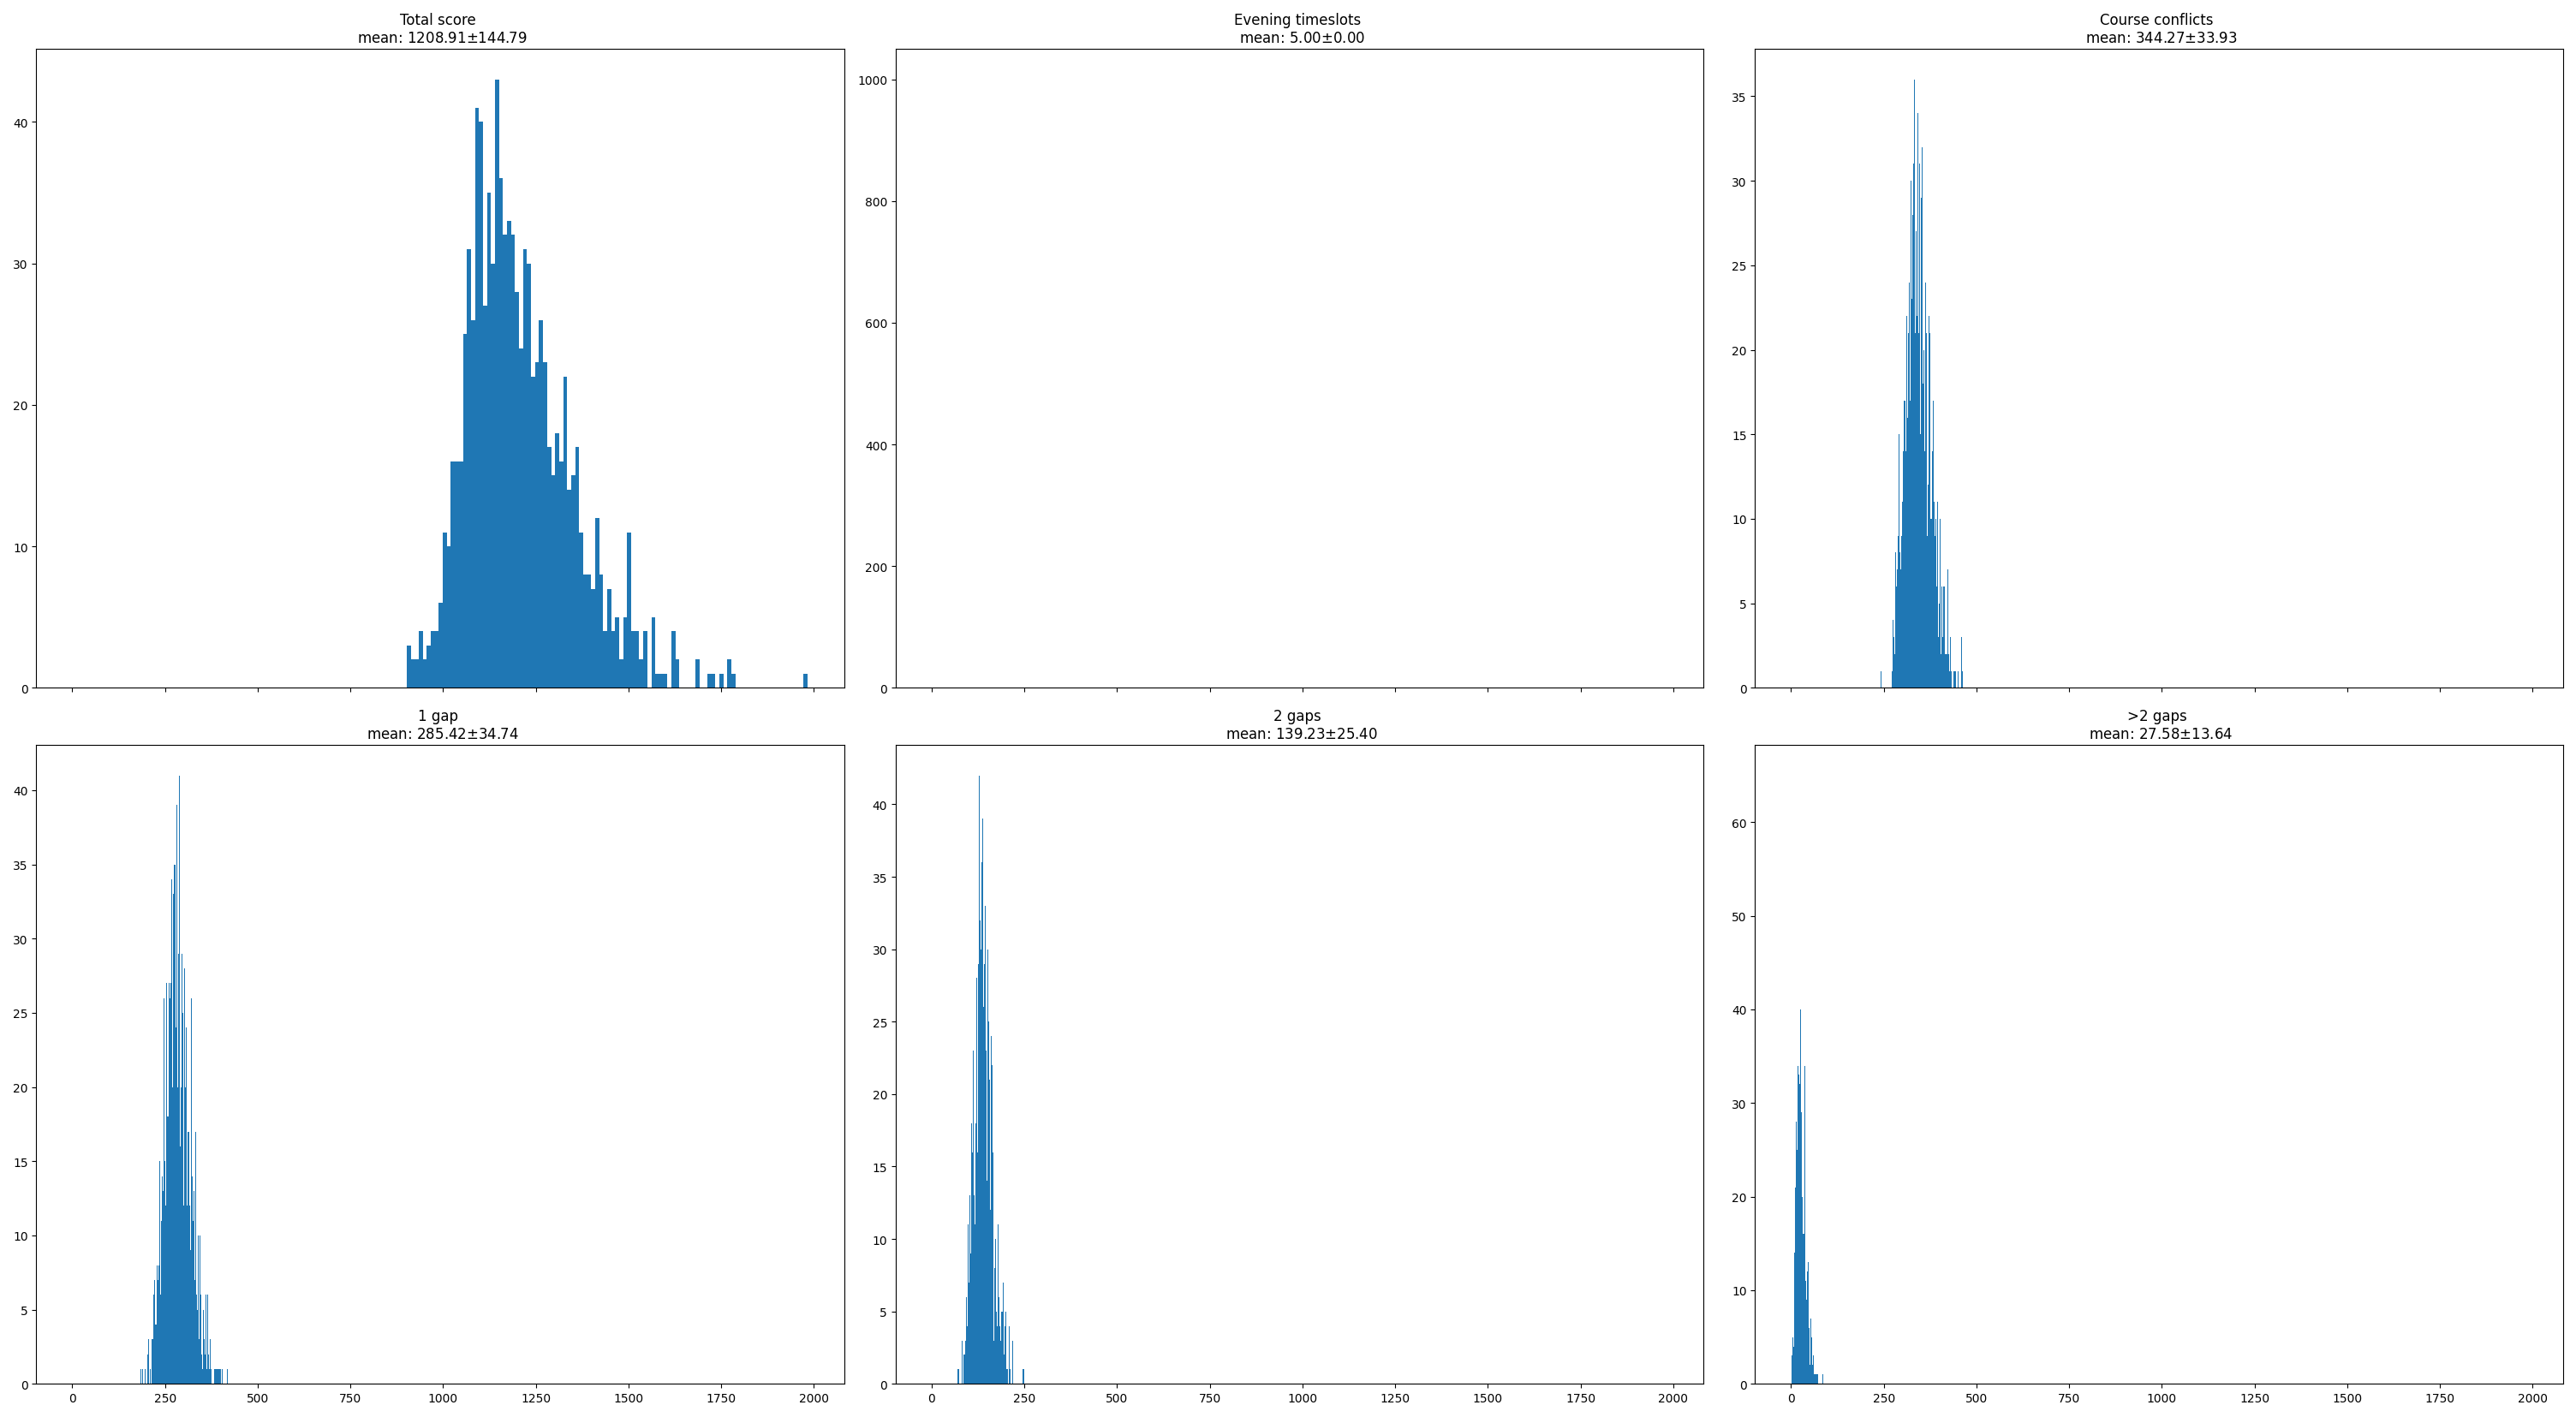 Total score
mean: 1208.91±144.79
Evening timeslots
mean: 5.00±0.00
Course conflicts
mean: 344.27±33.93
40
30
20
10
0
1000
800
600
400
200
0
35
30
25
20
15
10
5
0
1 gap
mean: 285.42±34.74
2 gaps
mean: 139.23±25.40
>2 gaps
mean: 27.58±13.64
40
35
30
25
20
15
10
5
0
0 250 500 750 1000 1250 1500 1750 2000
40
35
30
25
20
15
10
5
0
0 250 500 750 1000 1250 1500 1750 2000
60
50
40
30
20
10
0
0 250 500 750 1000 1250 1500 1750 2000